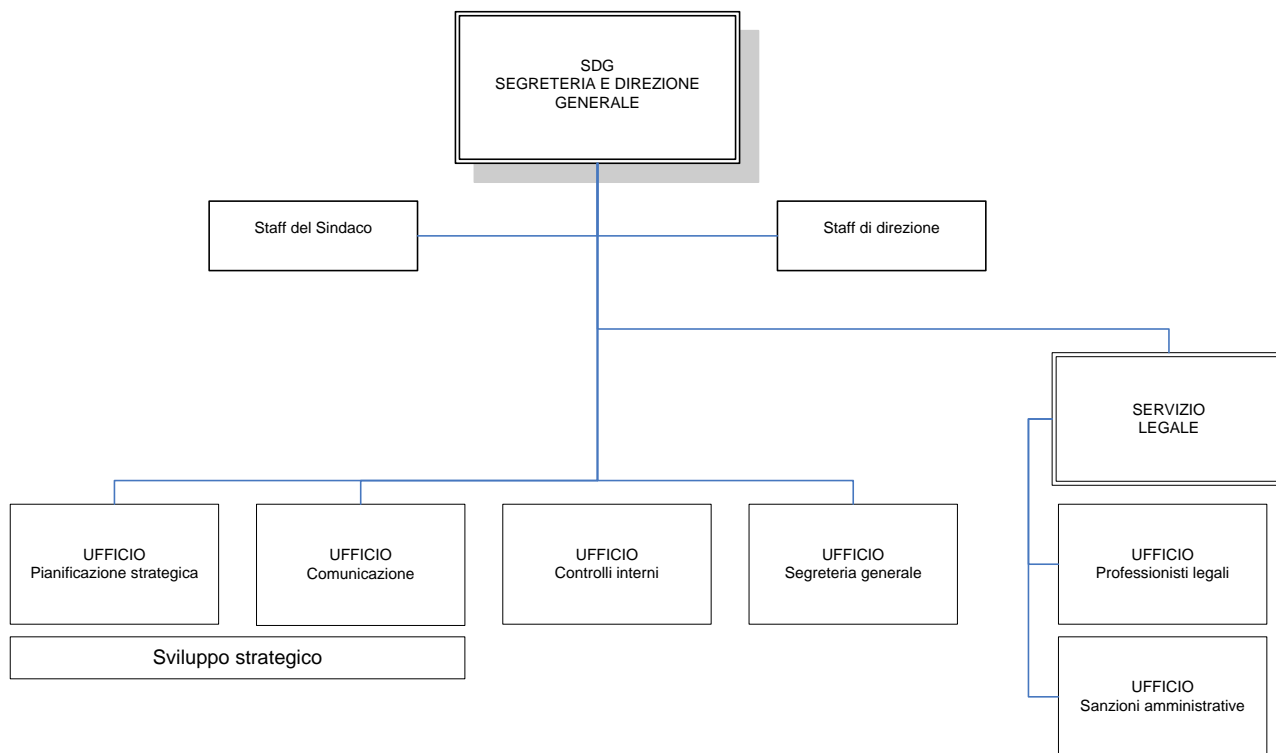 SDG
SEGRETERIA E DIREZIONE
GENERALE
Staff del Sindaco
Staff di direzione
SERVIZIO
LEGALE
UFFICIO
Pianificazione strategica
UFFICIO
Comunicazione
UFFICIO
Controlli interni
UFFICIO
Segreteria generale
UFFICIO
Professionisti legali
Sviluppo strategico
UFFICIO
Sanzioni amministrative